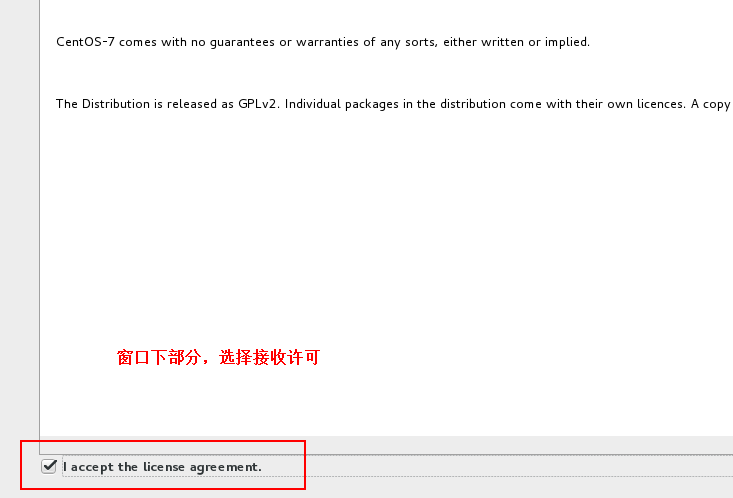 CentOS-7 comes with no guarantees or warranties of any sorts, either written or implied.
The Distribution is released as GPLv2. Individual packages in the distribution come with their own licences. A copy
窗口下部分，选择接收许可
I accept the license agreement.